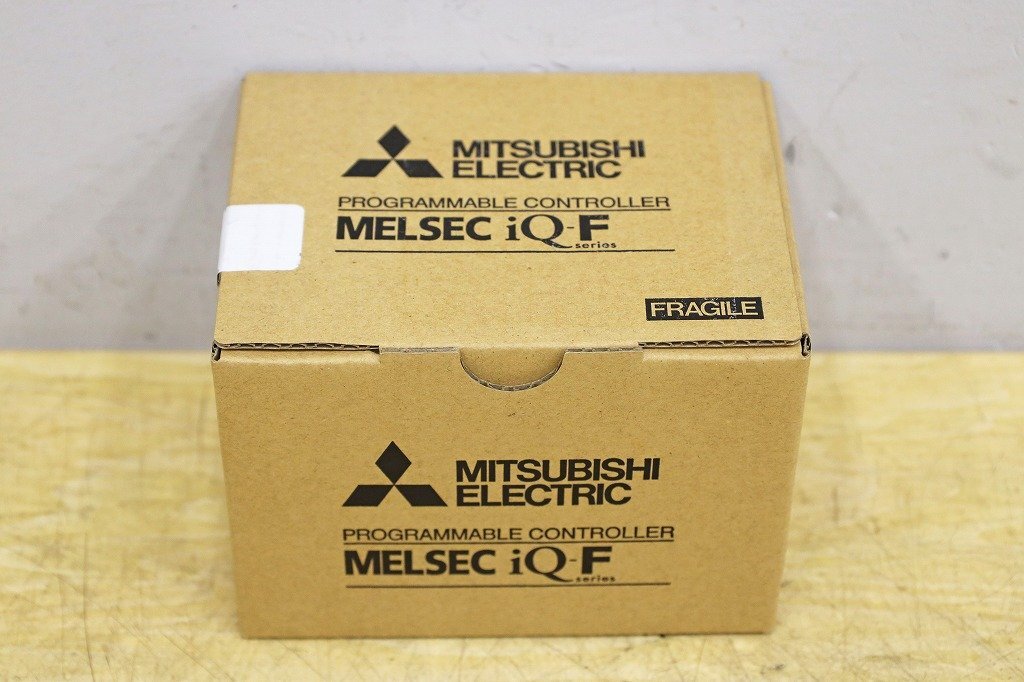 MITSUBISHI
ELECTRIC
PROGRAMMABLE CONTROLLER
MELSEC iQ-F
series
FRAGILE
MITSUBISHI
ELECTRIC
PROGRAMMABLE CONTROLLER
MELSEC iQ-F
series